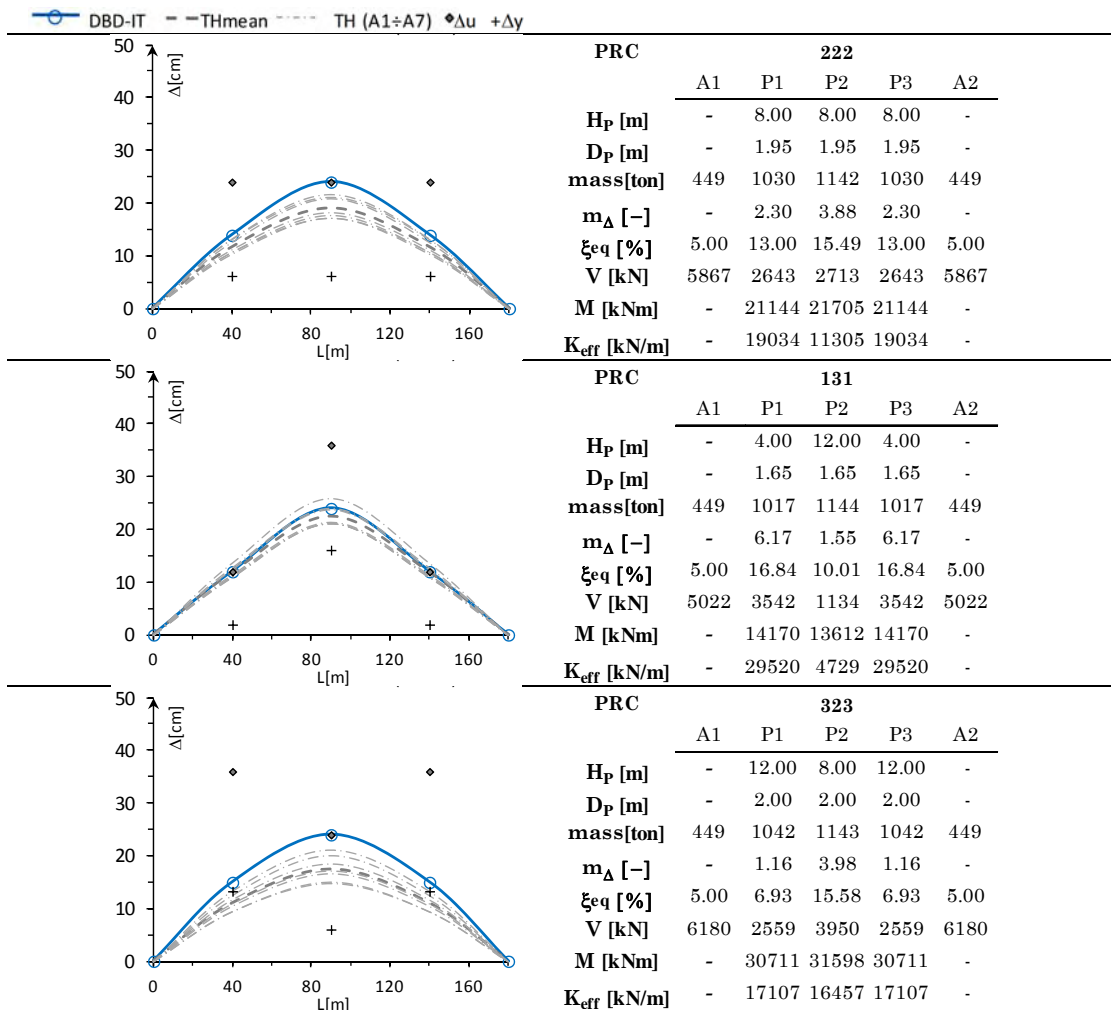 DBD-IT THmean TH (A1÷A7) Δu +Δy
50
40
30
20
10
0
Δ[cm]
0 40 80 120 160
L[m]
PRC 222
A1 P1 P2 P3 A2
HP [m] - 8.00 8.00 8.00 -
DP [m] - 1.95 1.95 1.95 -
mass[ton] 449 1030 1142 1030 449
mΔ [–] - 2.30 3.88 2.30 -
ξeq [%] 5.00 13.00 15.49 13.00 5.00
V [kN] 5867 2643 2713 2643 5867
M [kNm] - 21144 21705 21144 -
Keff [kN/m] - 19034 11305 19034 -
50
40
30
20
10
0
Δ[cm]
0 40 80 120 160
L[m]
PRC 131
A1 P1 P2 P3 A2
HP [m] - 4.00 12.00 4.00 -
DP [m] - 1.65 1.65 1.65 -
mass[ton] 449 1017 1144 1017 449
mΔ [–] - 6.17 1.55 6.17 -
ξeq [%] 5.00 16.84 10.01 16.84 5.00
V [kN] 5022 3542 1134 3542 5022
M [kNm] - 14170 13612 14170 -
Keff [kN/m] - 29520 4729 29520 -
50
40
30
20
10
0
Δ[cm]
0 40 80 120 160
L[m]
PRC 323
A1 P1 P2 P3 A2
HP [m] - 12.00 8.00 12.00 -
DP [m] - 2.00 2.00 2.00 -
mass[ton] 449 1042 1143 1042 449
mΔ [–] - 1.16 3.98 1.16 -
ξeq [%] 5.00 6.93 15.58 6.93 5.00
V [kN] 6180 2559 3950 2559 6180
M [kNm] - 30711 31598 30711 -
Keff [kN/m] - 17107 16457 17107 -